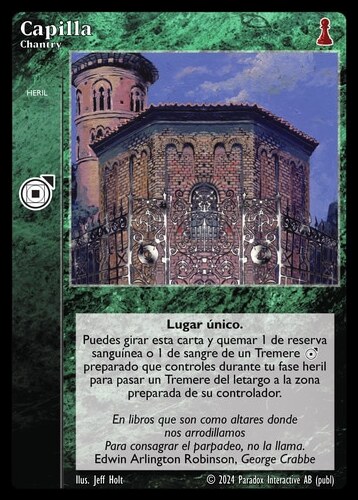 Capilla
Chantry
HERIL
Lugar único.
Puedes girar esta carta y quemar 1 de reserva
sanguínea o 1 de sangre de un Tremere
preparado que controles durante tu fase heril
para pasar un Tremere del letargo a la zona
preparada de su controlador.
En libros que son como altares donde
nos arrodillamos
Para consagrar el parpadeo, no la llama.
Edwin Arlington Robinson, George Crabbe
Illus. Jeff Holt
© 2024 Paradox Interactive AB (publ)